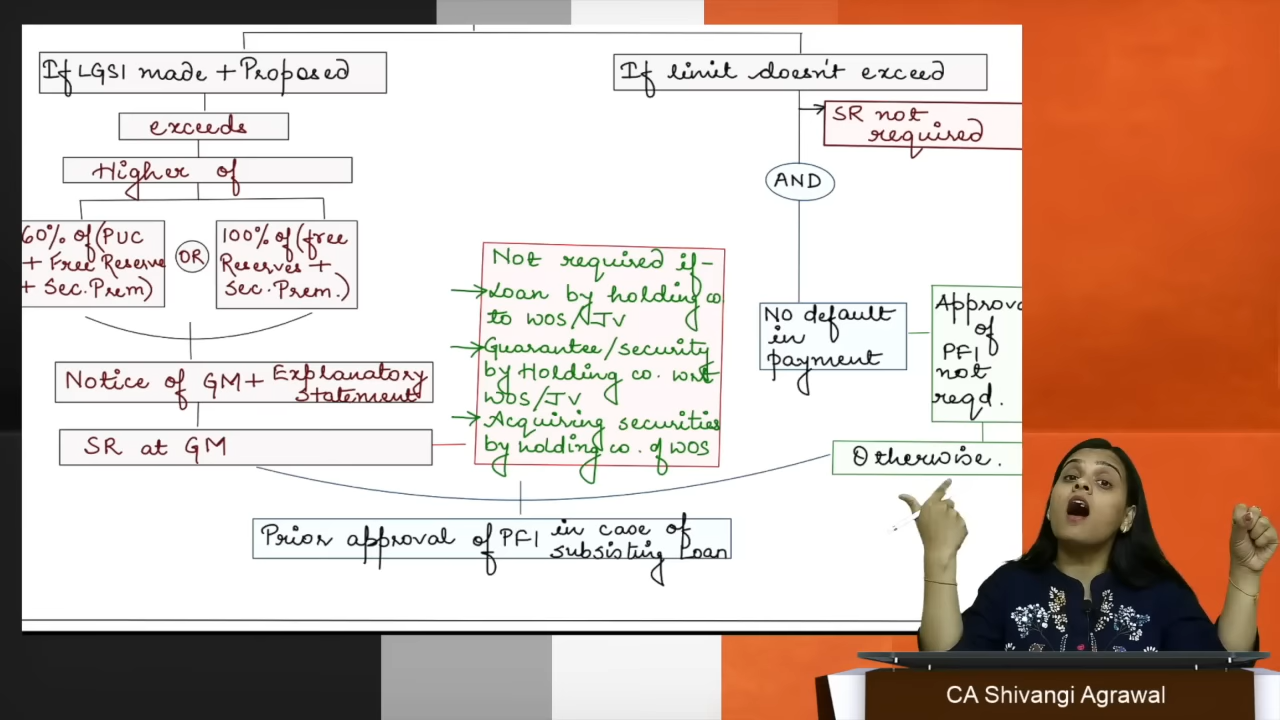 If LGSI made + Proposed
exceeds
Higher of
60% of (PUC
+ Free Reserve
+ Sec. Prem)
OR
100% of (free
Reserves +
Sec. Prem.)
Notice of GM + Explanatory
Statement
SR at GM
Not required if -
Loan by holding co
to WOS/JV
Guarantee/security
by Holding co. wrt
WOS/JV
Acquiring securities
by holding co. of WOS
If limit doesn't exceed
SR not
required
AND
No default
in
payment
Approva
of
PFI
not
reqd.
Otherwise.
Prior approval of PFI in case of
subsisting Loan
CA Shivangi Agrawal